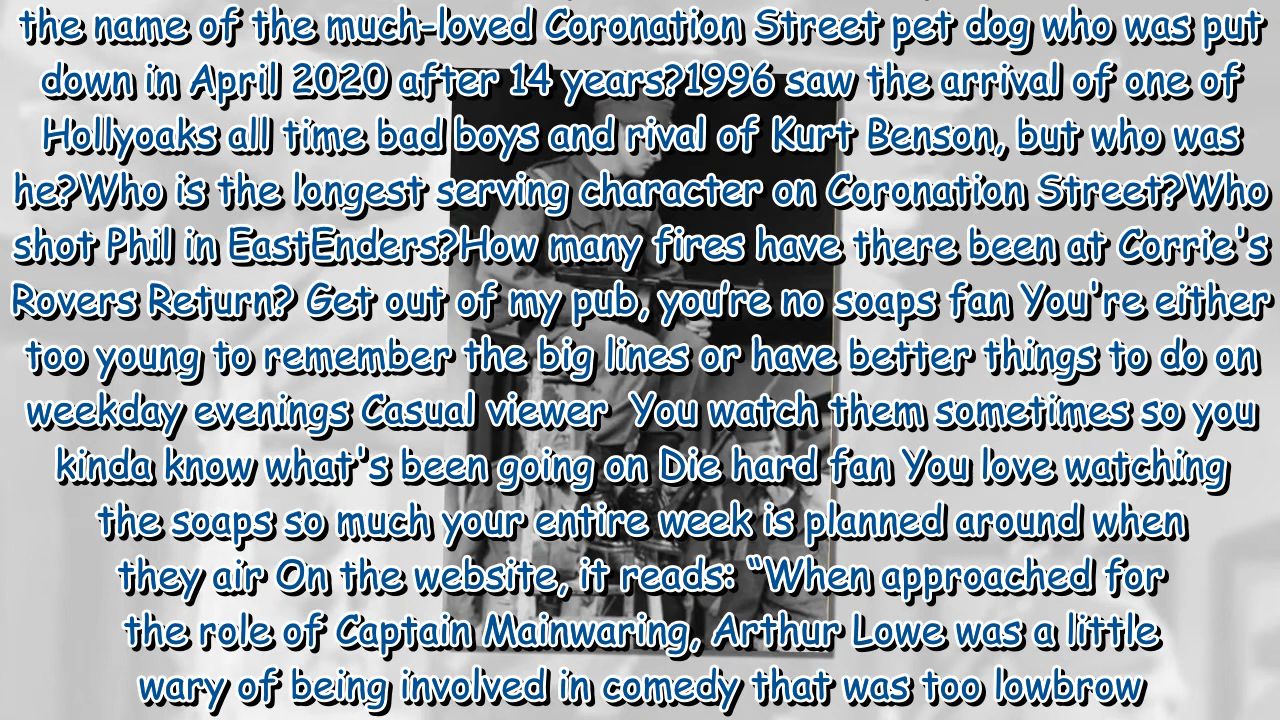 the name of the much-loved Coronation Street pet dog who was put
down in April 2020 after 14 years?1996 saw the arrival of one of
Hollyoaks all time bad boys and rival of Kurt Benson, but who was
he?Who is the longest serving character on Coronation Street?Who
shot Phil in EastEnders?How many fires have there been at Corrie's
Rovers Return? Get out of my pub, you’re no soaps fan You're either
too young to remember the big lines or have better things to do on
weekday evenings Casual viewer  You watch them sometimes so you
kinda know what's been going on Die hard fan You love watching
the soaps so much your entire week is planned around when
they air On the website, it reads: “When approached for
the role of Captain Mainwaring, Arthur Lowe was a little
wary of being involved in comedy that was too lowbrow